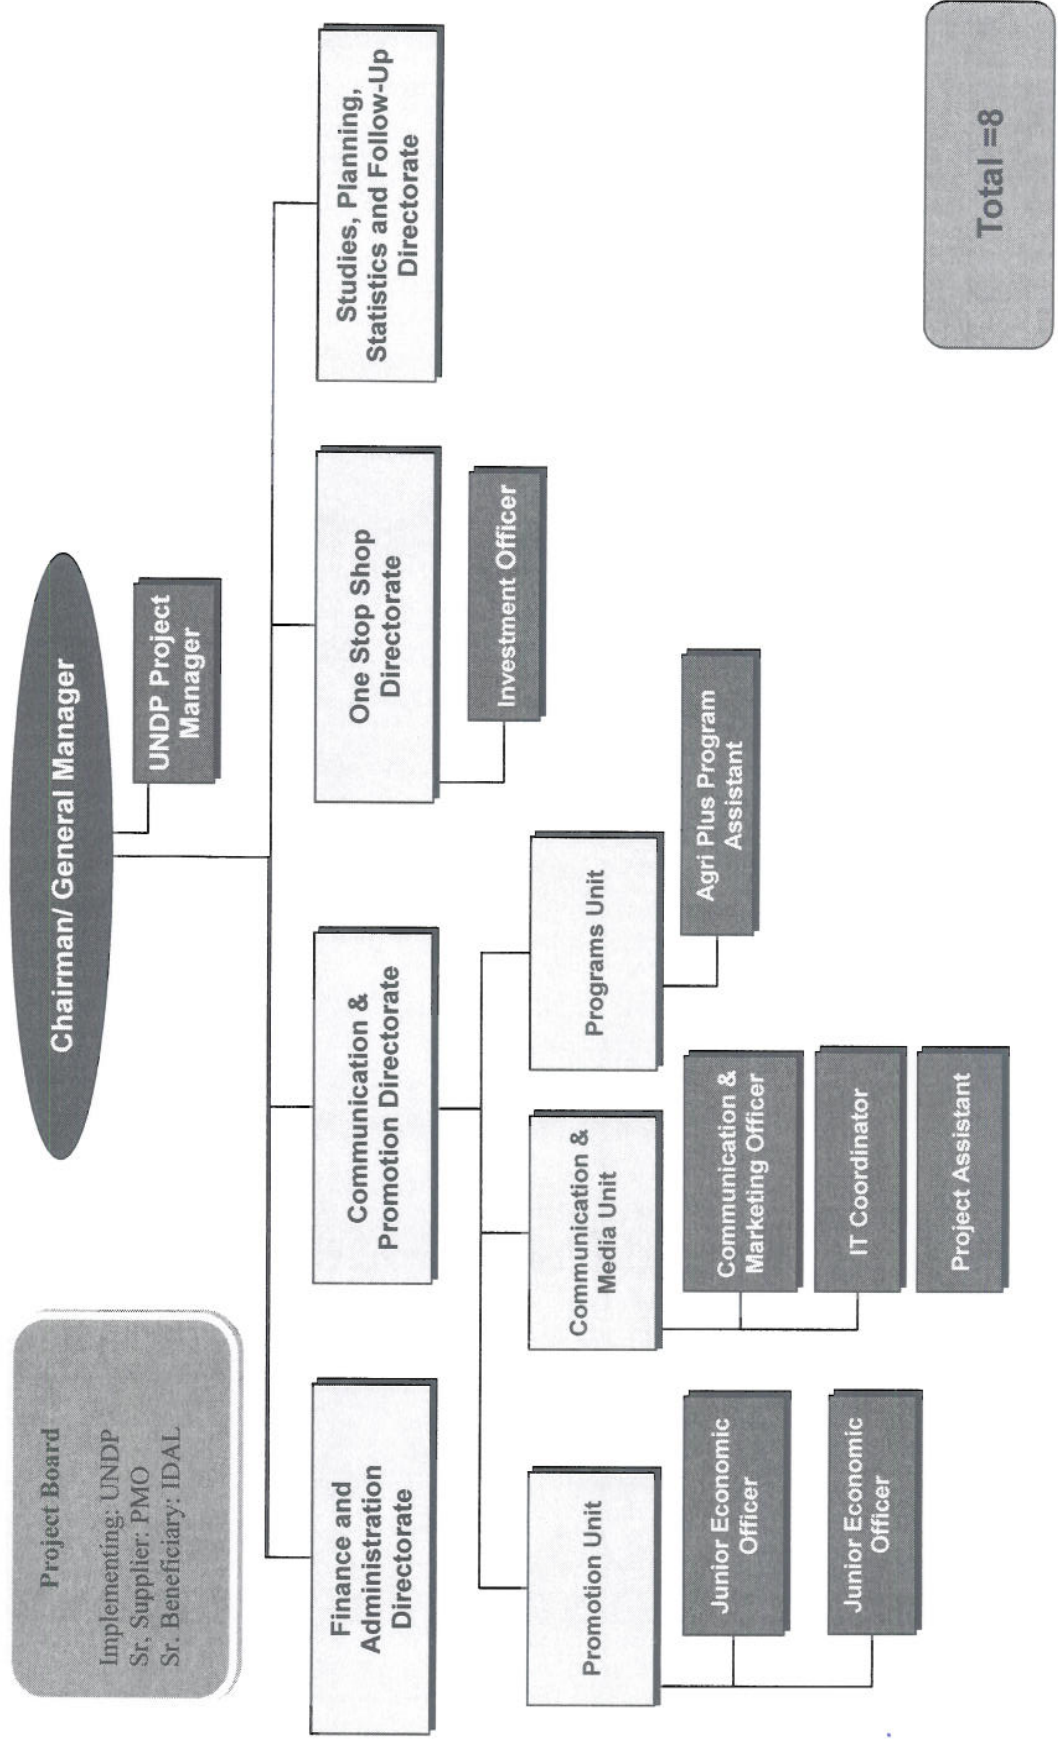 Project Board
Implementing: UNDP
Sr, Supplier: PMO
Sr. Beneficiary: IDAL
Chairman/ General Manager
UNDP Project
Manager
Finance and
Administration
Directorate
Communication &
Promotion Directorate
One Stop Shop
Directorate
Studies, Planning,
Statistics and Follow-Up
Directorate
Investment Officer
Promotion Unit
Communication &
Media Unit
Programs Unit
Junior Economic
Officer
Junior Economic
Officer
Communication &
Marketing Officer
IT Coordinator
Project Assistant
Agri Plus Program
Assistant
Total =8